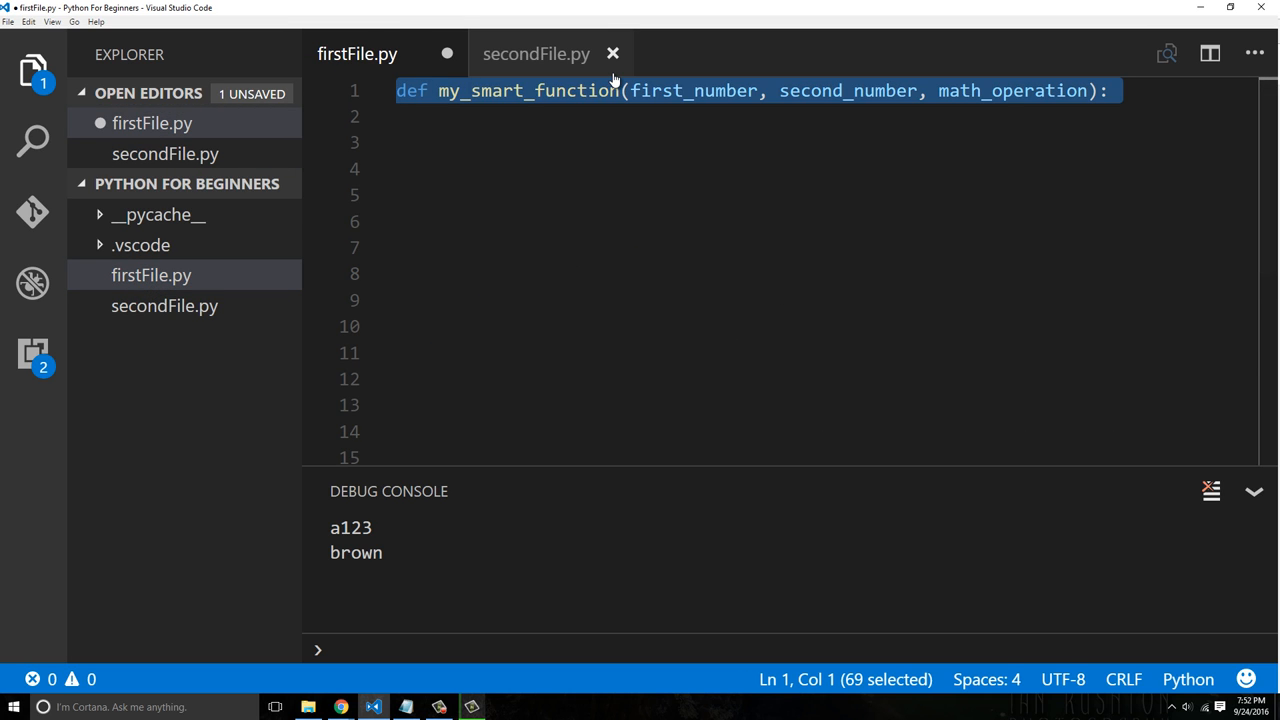 firstFile.py - Python For Beginners - Visual Studio Code
File Edit View Go Help
EXPLORER
OPEN EDITORS 1 UNSAVED
firstFile.py
secondFile.py
PYTHON FOR BEGINNERS
__pycache__
.vscode
firstFile.py
secondFile.py
1
2
firstFile.py secondFile.py
1 def my_smart_function(first_number, second_number, math_operation):
2
3
4
5
6
7
8
9
10
11
12
13
14
15
DEBUG CONSOLE
a123
brown
0 0 Ln 1, Col 1 (69 selected) Spaces: 4 UTF-8 CRLF Python
I'm Cortana. Ask me anything.
7:52 PM
9/24/2016